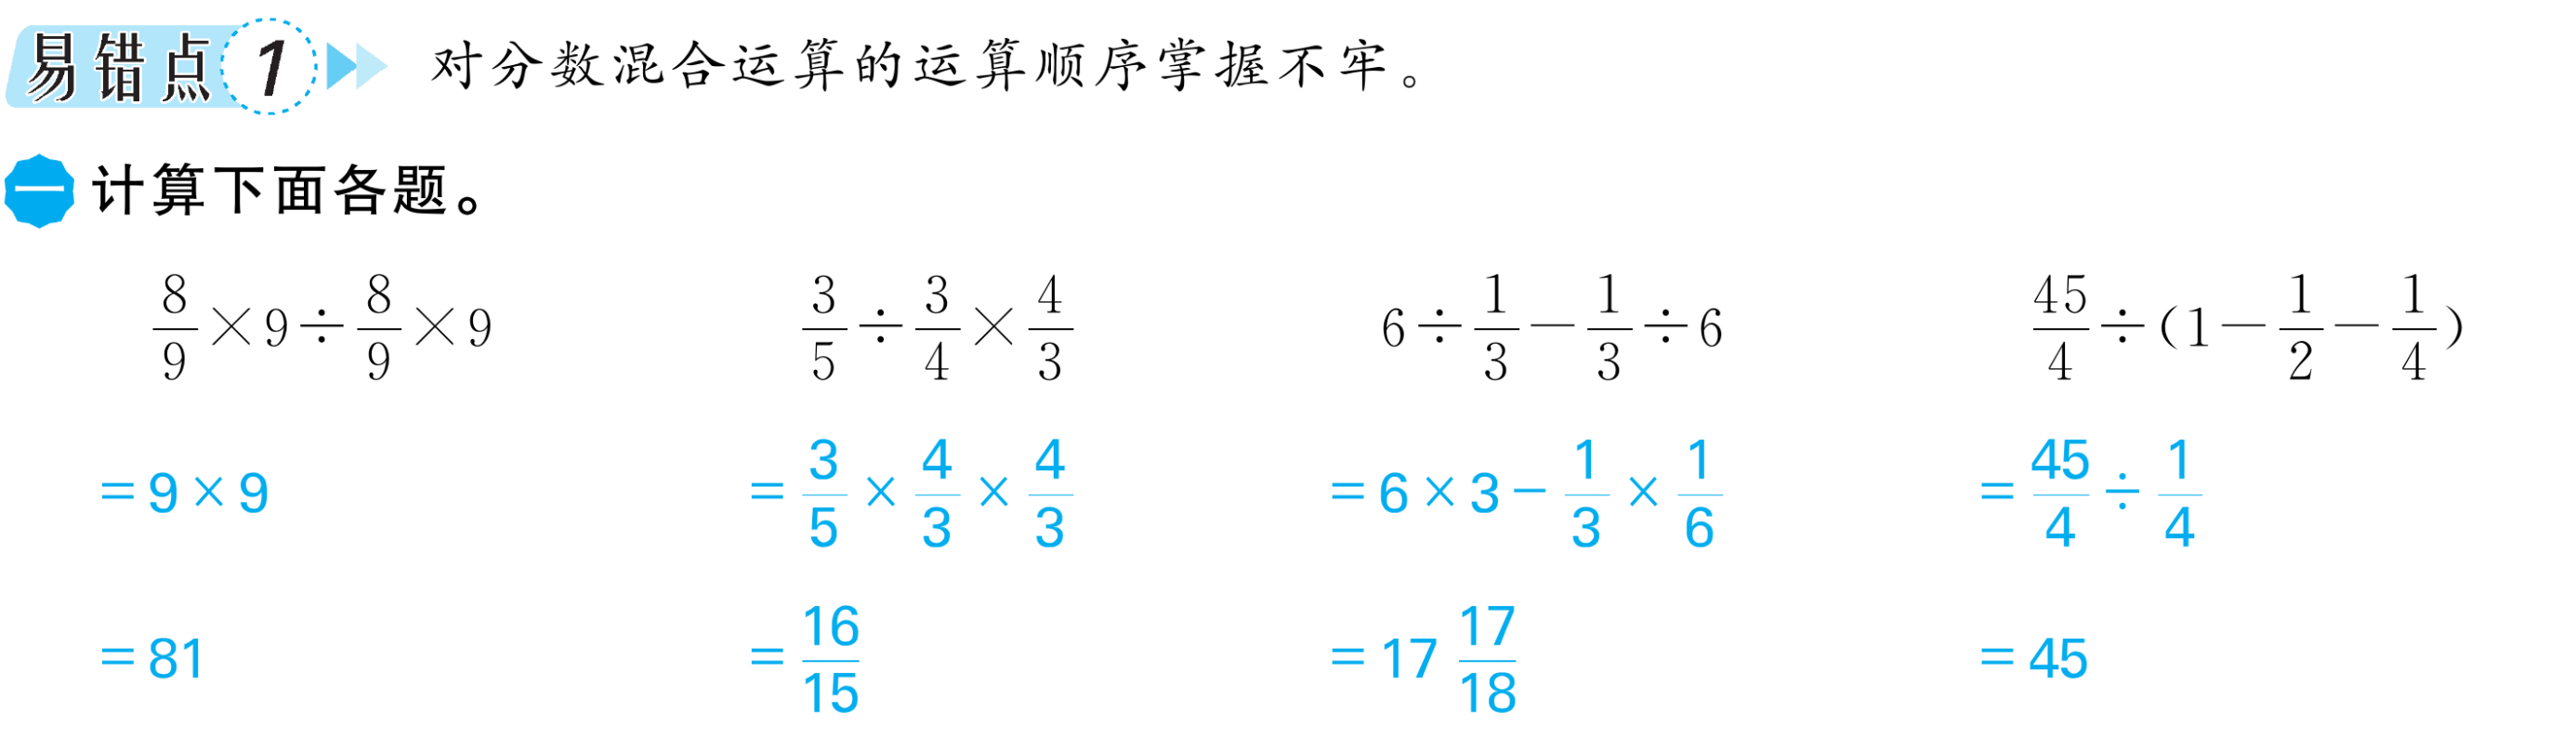 易错点 1 对分数混合运算的运算顺序掌握不牢。
一 计算下面各题。
8/9×9÷8/9×9 3/5÷3/4×4/3 6÷1/3－1/3÷6 45/4÷(1－1/2－1/4)
=9×9 =3/5×4/3×4/3 =6×3－1/3×1/6 =45/4÷1/4
=81 =16/15 =17 17/18 =45